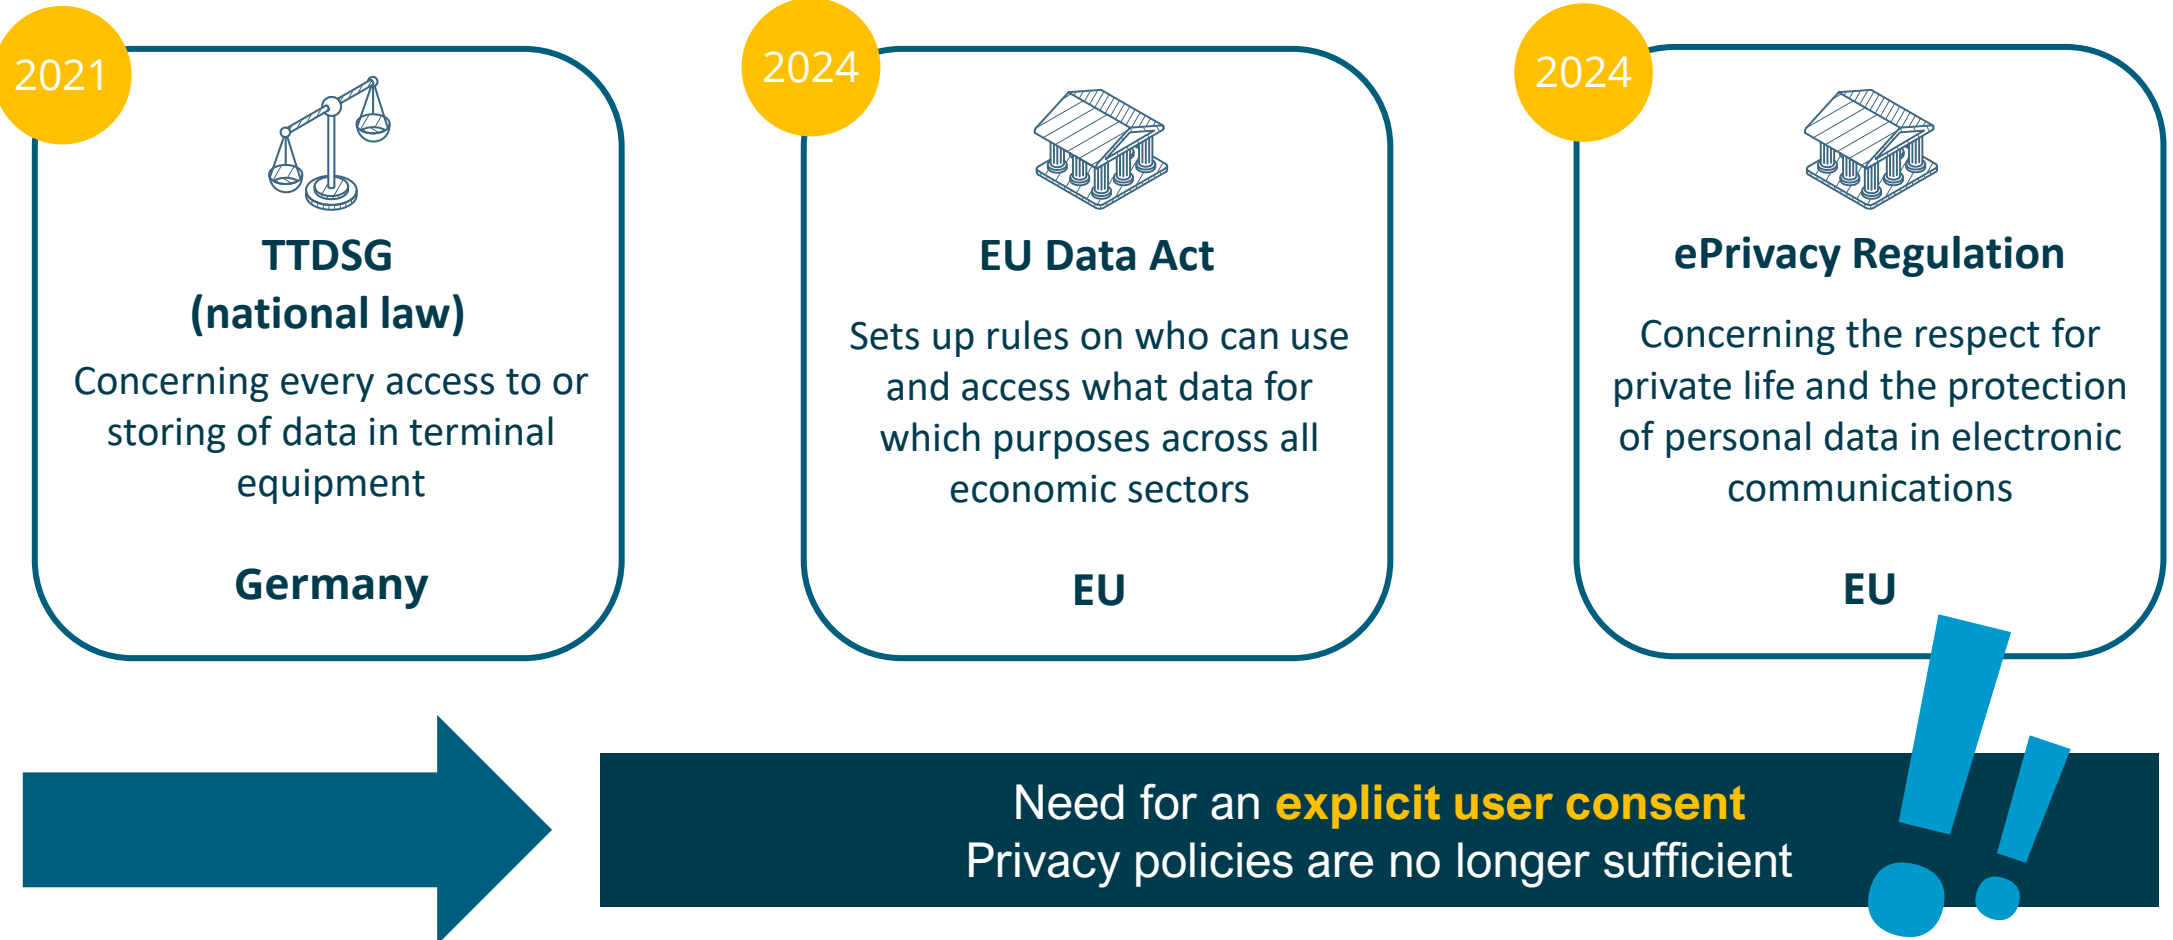 2021
TTDSG
(national law)
Concerning every access to or
storing of data in terminal
equipment
Germany
2024
EU Data Act
Sets up rules on who can use
and access what data for
which purposes across all
economic sectors
EU
2024
ePrivacy Regulation
Concerning the respect for
private life and the protection
of personal data in electronic
communications
EU
Need for an explicit user consent
Privacy policies are no longer sufficient
!!